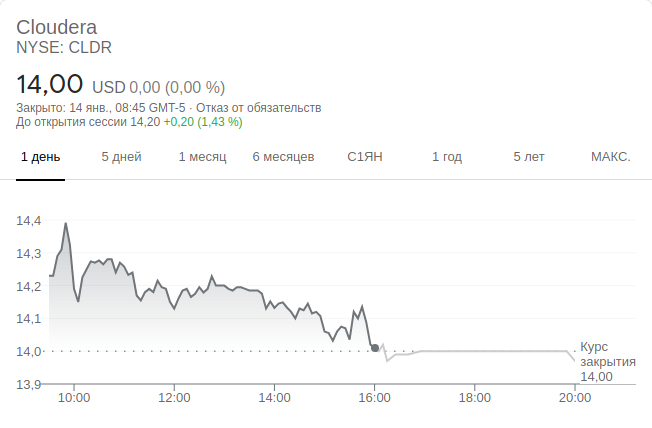 Cloudera
NYSE: CLDR
14,00 USD 0,00 (0,00 %)
Закрыто: 14 янв., 08:45 GMT-5 · Отказ от обязательств
До открытия сессии 14,20 +0,20 (1,43 %)
1 день 5 дней 1 месяц 6 месяцев С1ЯН 1 год 5 лет МАКС.
14,4
14,3
14,2
14,1
14,0
Курс
закрытия
14,00
13,9
10:00 12:00 14:00 16:00 18:00 20:00